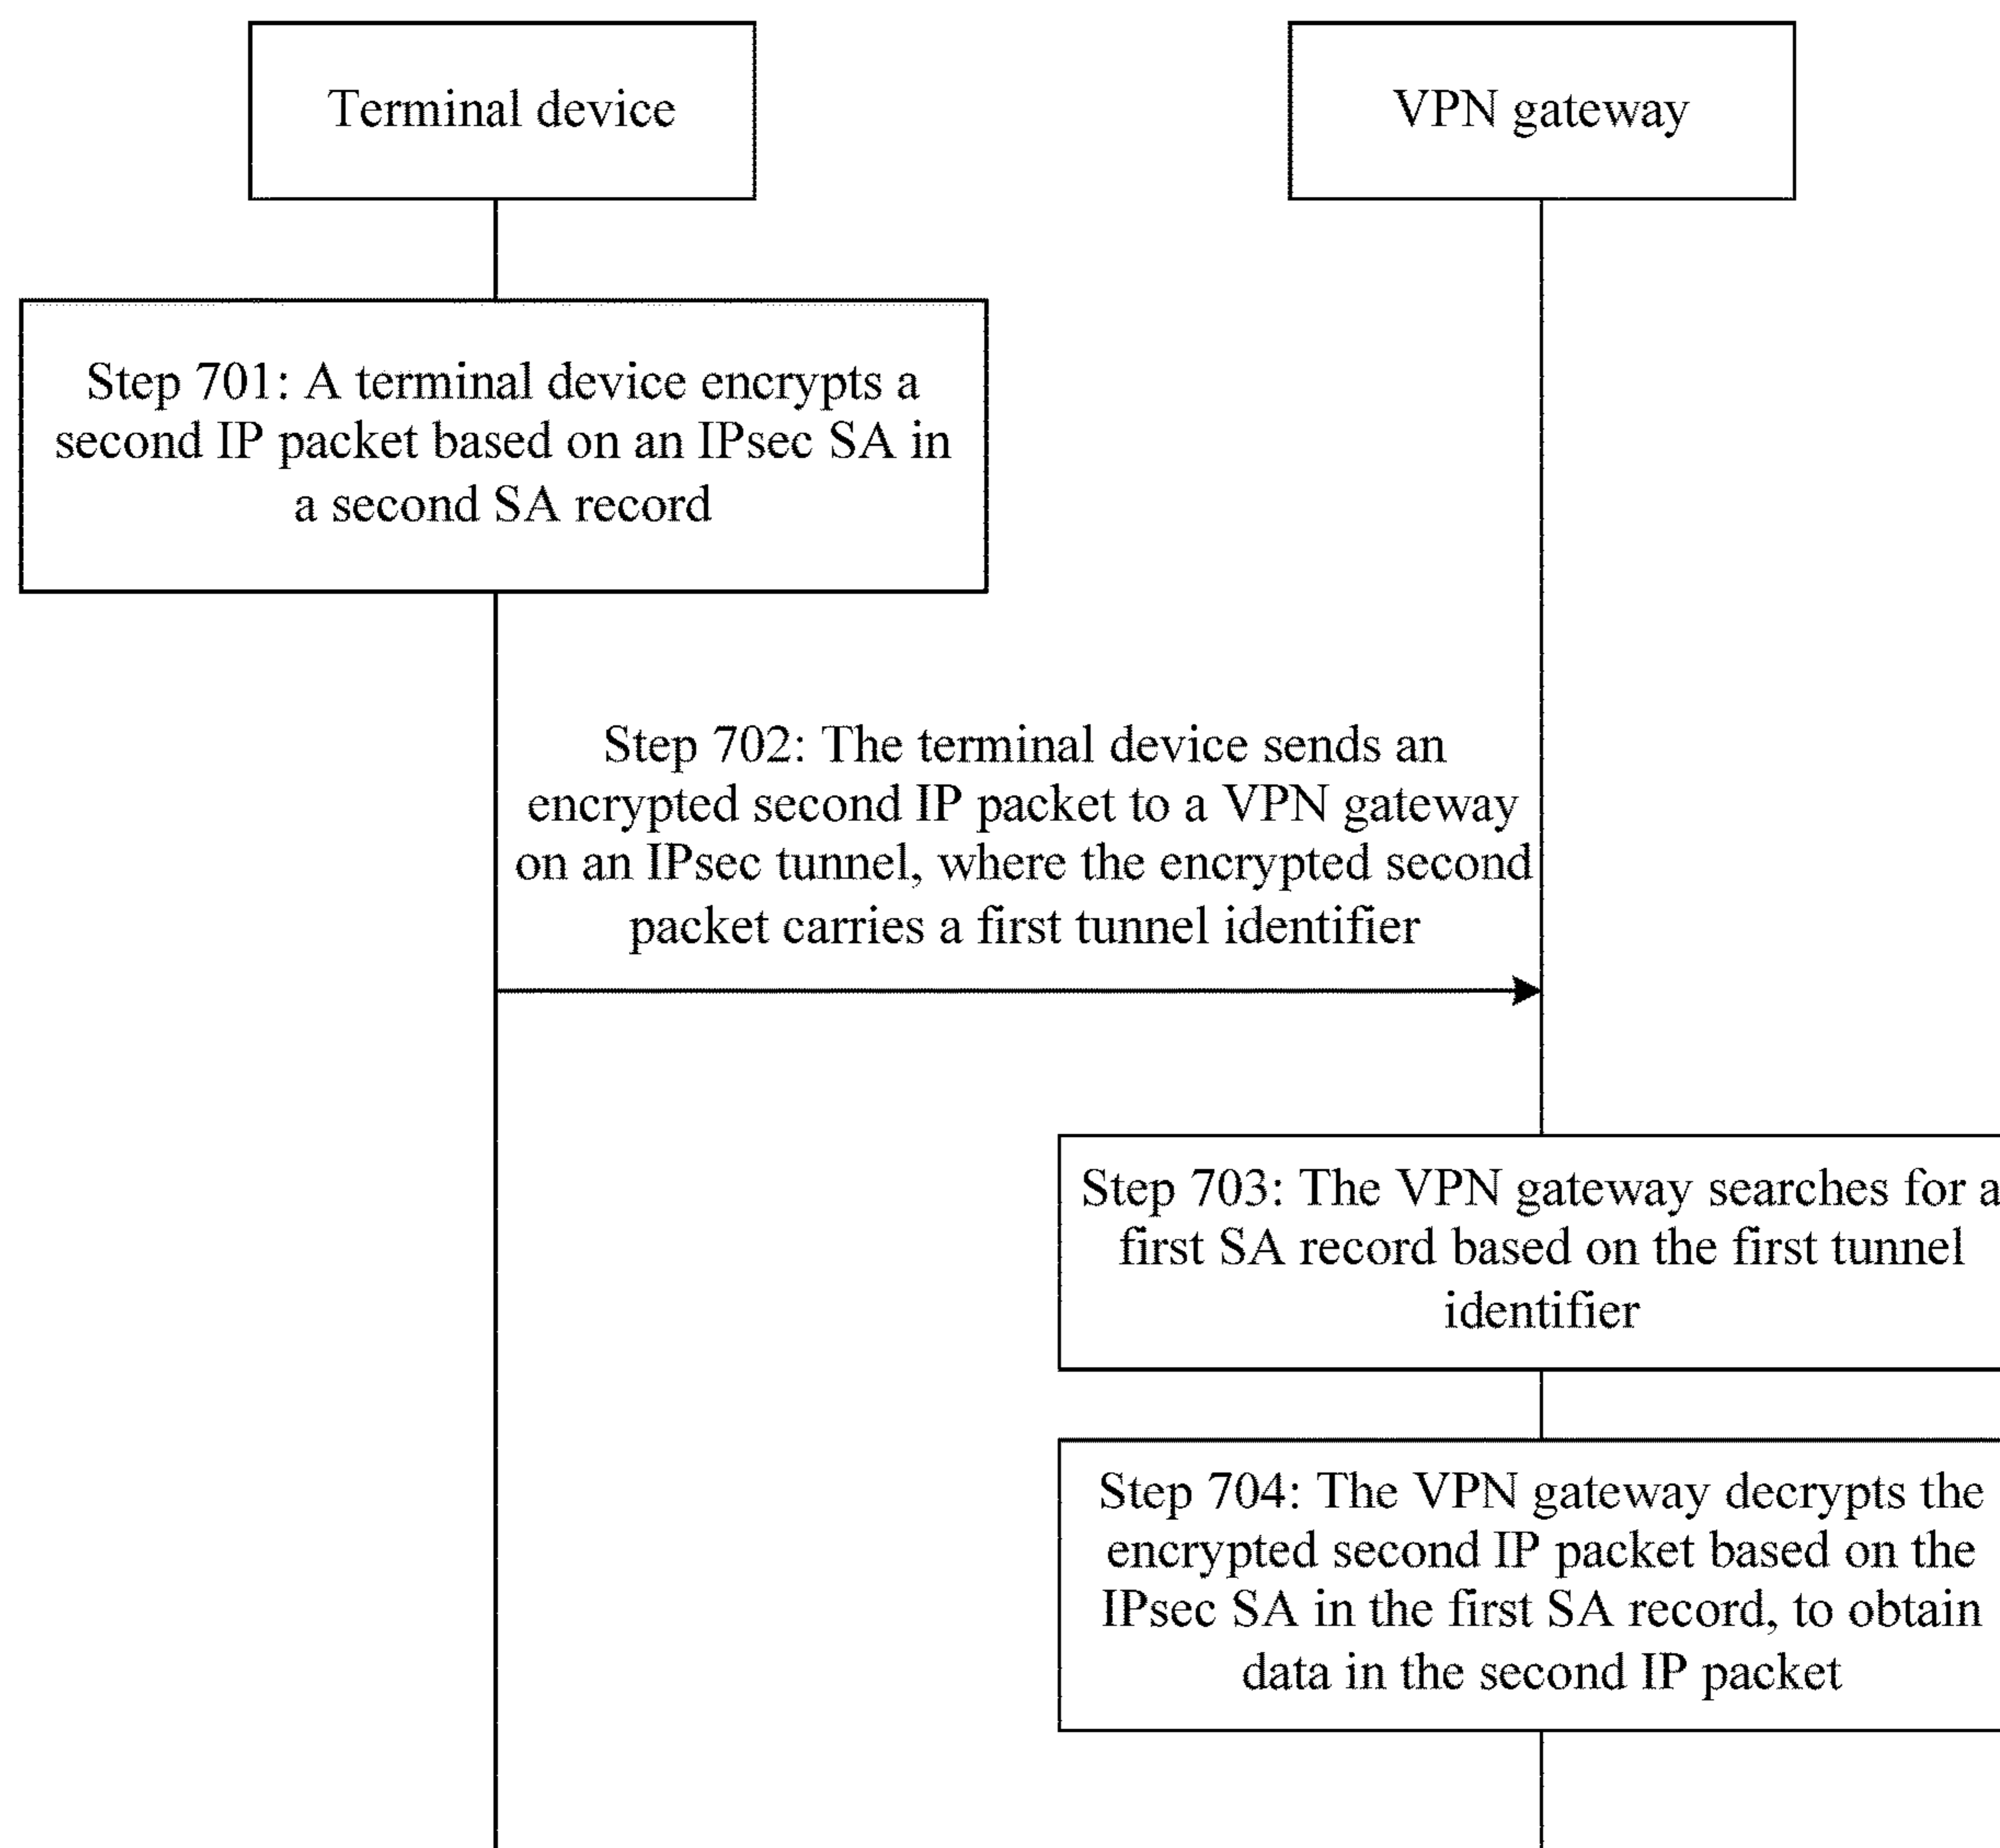 Terminal device
VPN gateway
Step 701: A terminal device encrypts a
second IP packet based on an IPsec SA in
a second SA record
Step 702: The terminal device sends an
encrypted second IP packet to a VPN gateway
on an IPsec tunnel, where the encrypted second
packet carries a first tunnel identifier
Step 703: The VPN gateway searches for a
first SA record based on the first tunnel
identifier
Step 704: The VPN gateway decrypts the
encrypted second IP packet based on the
IPsec SA in the first SA record, to obtain
data in the second IP packet